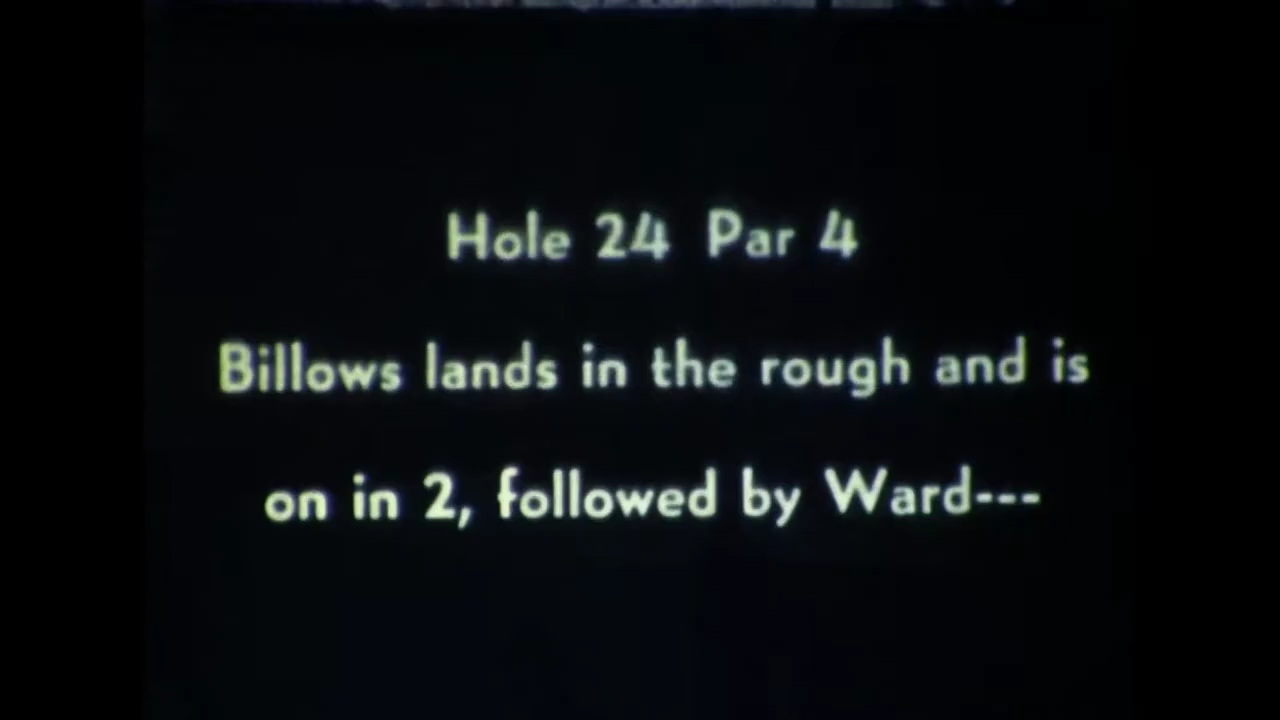 Hole 24 Par 4
Billows lands in the rough and is
on in 2, followed by Ward---